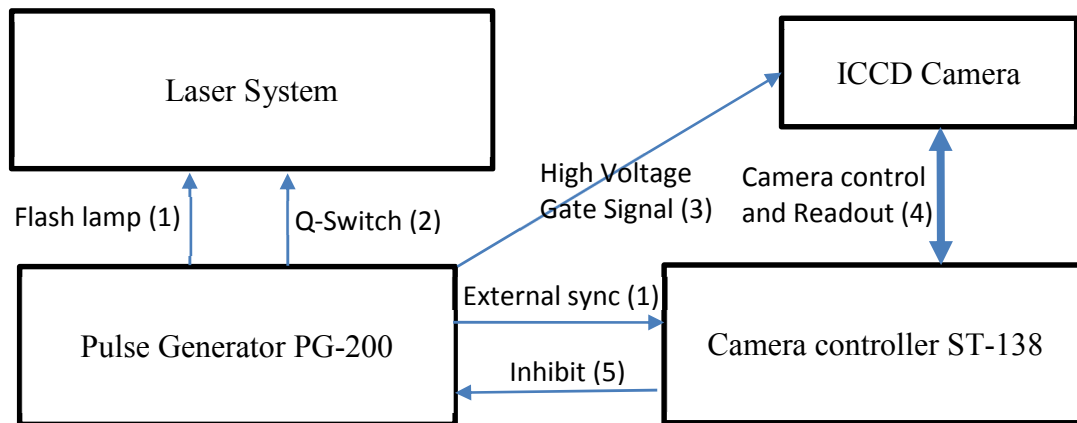 Laser System
ICCD Camera
High Voltage
Gate Signal (3)
Camera control
and Readout (4)
Flash lamp (1)
Q-Switch (2)
Pulse Generator PG-200
External sync (1)
Inhibit (5)
Camera controller ST-138